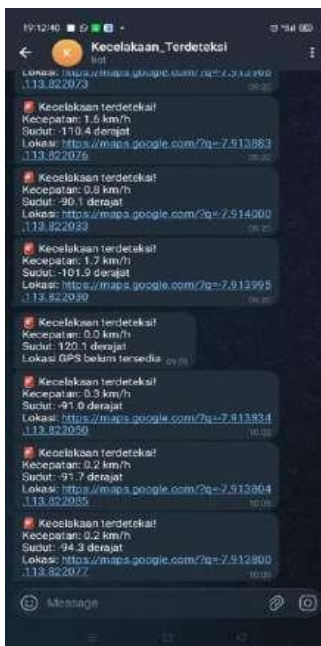 19:12:40
Kecelakaan_Terdeteksi
bot
Lokasi: https://maps.google.com/?q=-7.913966
,113.822073
Kecelakaan terdeteksi!
Kecepatan: 1.6 km/h
Sudut: -110.4 derajat
Lokasi: https://maps.google.com/?q=-7.913883
,113.822076
Kecelakaan terdeteksi!
Kecepatan: 0.8 km/h
Sudut: -90.1 derajat
Lokasi: https://maps.google.com/?q=-7.914000
,113.822033
Kecelakaan terdeteksi!
Kecepatan: 1.7 km/h
Sudut: -101.9 derajat
Lokasi: https://maps.google.com/?q=-7.913995
,113.822030
Kecelakaan terdeteksi!
Kecepatan: 0.0 km/h
Sudut: 120.1 derajat
Lokasi GPS belum tersedia
Kecelakaan terdeteksi!
Kecepatan: 0.3 km/h
Sudut: -91.0 derajat
Lokasi: https://maps.google.com/?q=-7.913834
,113.822050
Kecelakaan terdeteksi!
Kecepatan: 0.2 km/h
Sudut: -91.7 derajat
Lokasi: https://maps.google.com/?q=-7.913804
,113.822085
Kecelakaan terdeteksi!
Kecepatan: 0.2 km/h
Sudut: -94.3 derajat
Lokasi: https://maps.google.com/?q=-7.913800
,113.822077
Message